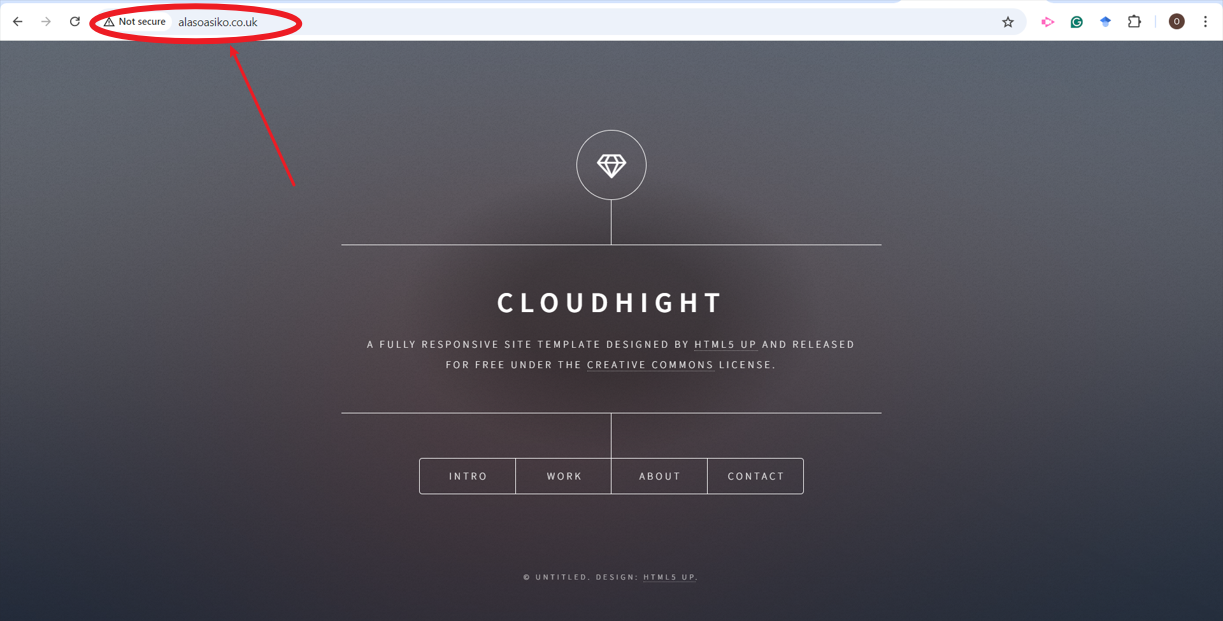 Not secure alasoasiko.co.uk
O
CLOUDHIGHT
A FULLY RESPONSIVE SITE TEMPLATE DESIGNED BY HTML5 UP AND RELEASED
FOR FREE UNDER THE CREATIVE COMMONS LICENSE.
INTRO WORK ABOUT CONTACT
© UNTITLED. DESIGN: HTML5 UP.